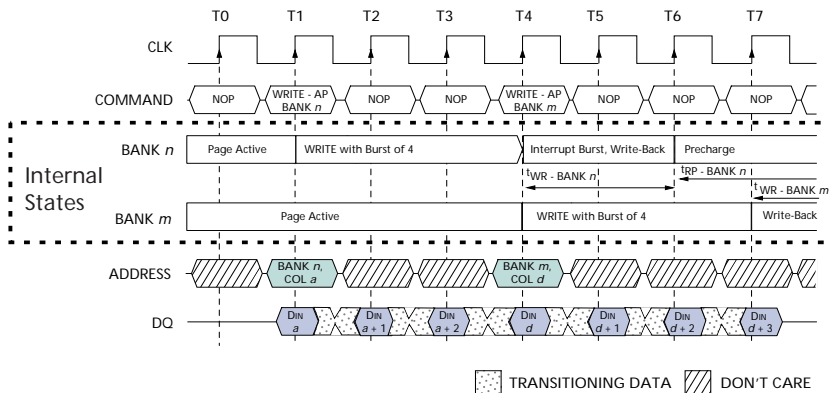 T0 T1 T2 T3 T4 T5 T6 T7
CLK
COMMAND NOP WRITE - AP BANK n NOP NOP WRITE - AP BANK m NOP NOP NOP
Internal States
BANK n Page Active WRITE with Burst of 4 Interrupt Burst, Write-Back Precharge
tWR - BANK n tRP - BANK n
tWR - BANK m
BANK m Page Active WRITE with Burst of 4 Write-Back
ADDRESS BANK n, COL a BANK m, COL d
DQ DIN a DIN a + 1 DIN a + 2 DIN d DIN d + 1 DIN d + 2 DIN d + 3
TRANSITIONING DATA DON'T CARE